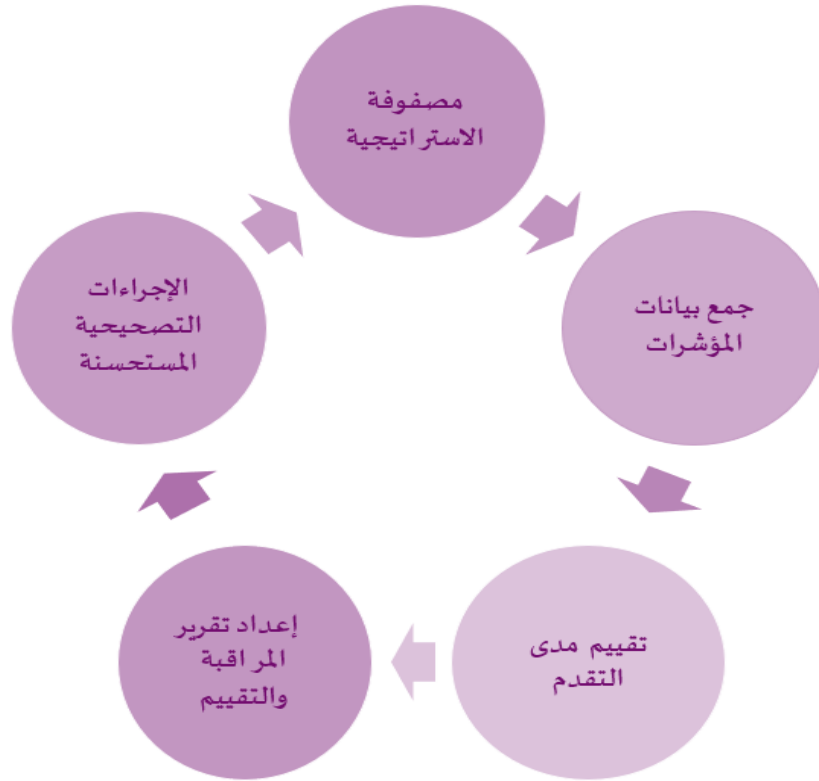 مصفوفة
الاستراتيجية
جمع بيانات
المؤشرات
تقييم مدى
التقدم
إعداد تقرير
المراقبة
والتقييم
الإجراءات
التصحيحية
المستحسنة